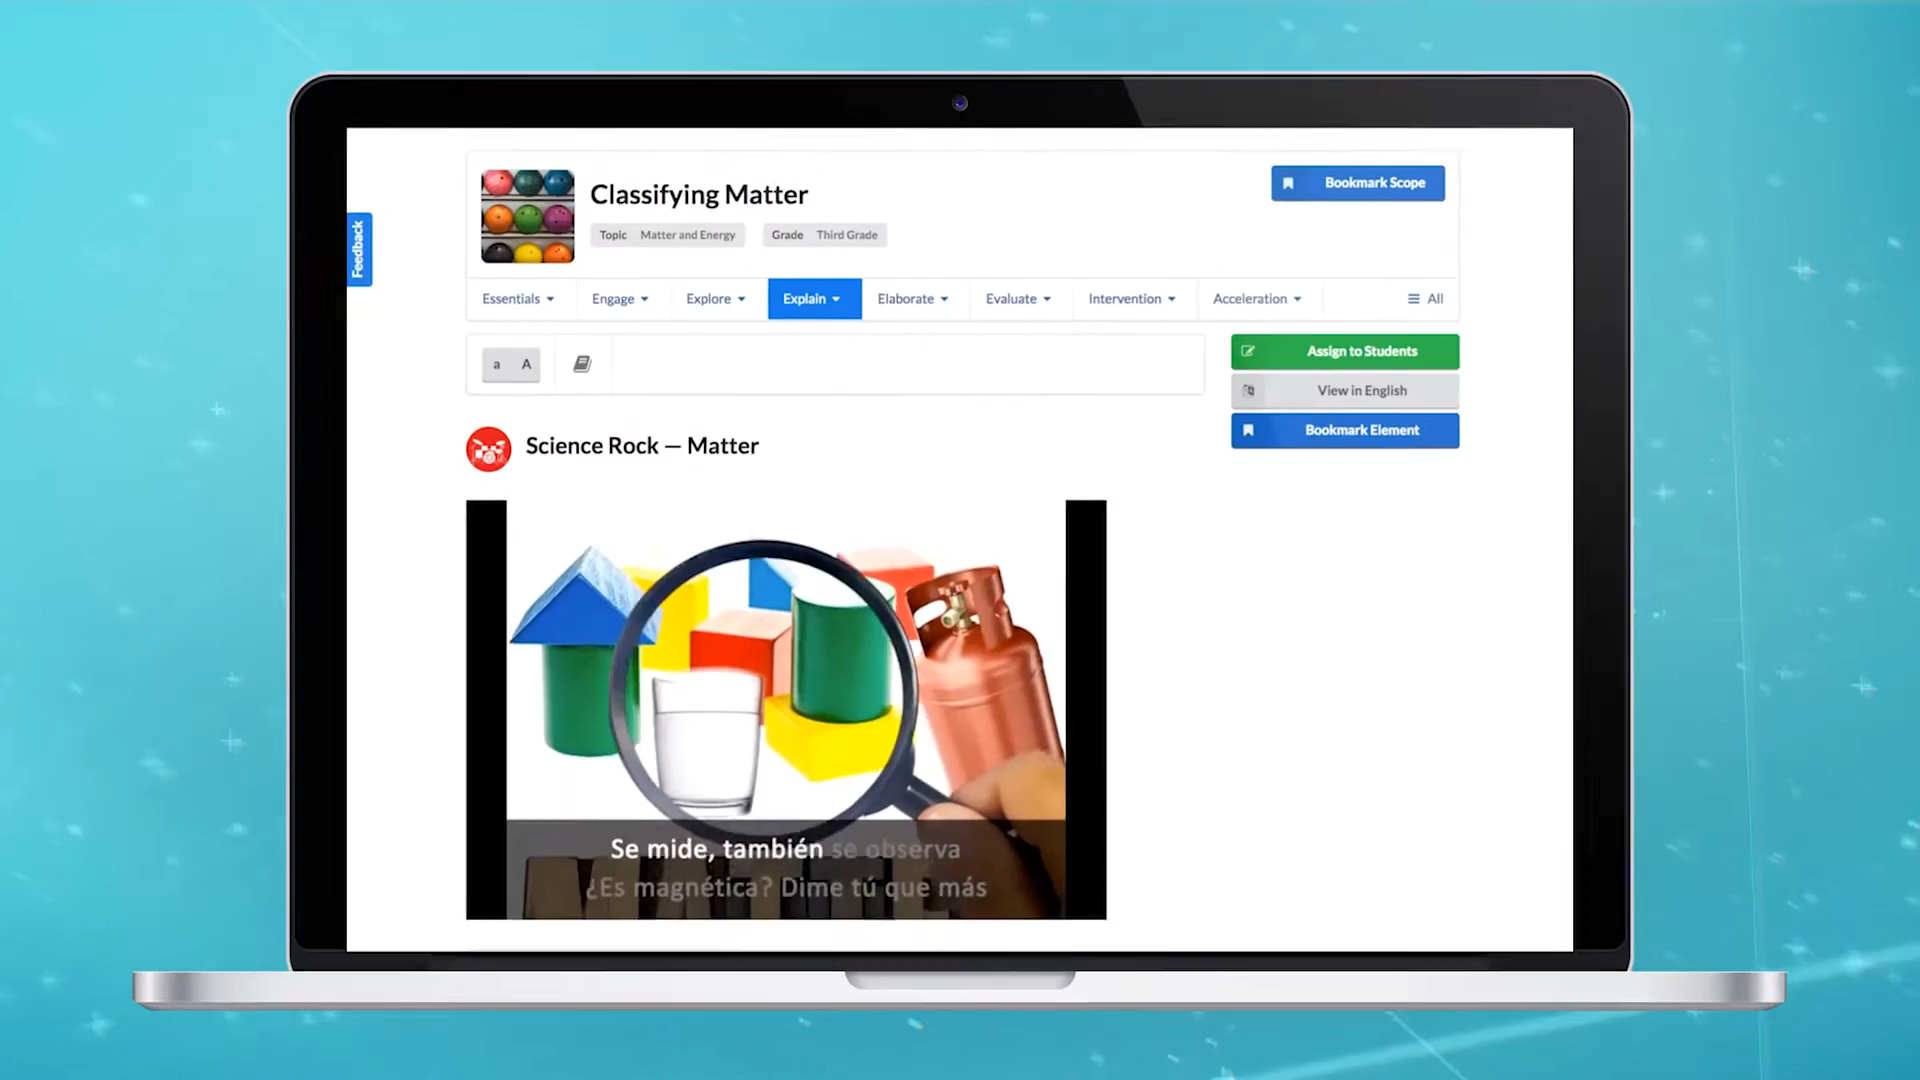 Classifying Matter
Bookmark Scope
Topic Matter and Energy Grade Third Grade
Feedback
Essentials Engage Explore Explain Elaborate Evaluate Intervention Acceleration All
a A
Assign to Students
View in English
Bookmark Element
Science Rock — Matter
Se mide, también se observa
¿Es magnética? Dime tú que más